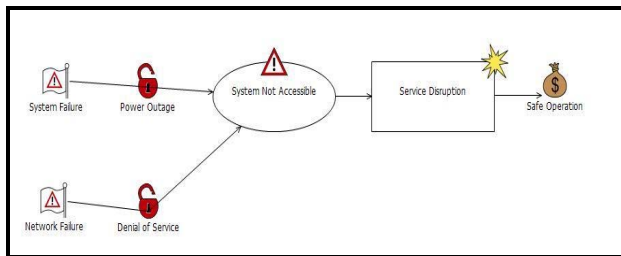 System Failure
Power Outage
System Not Accessible
Service Disruption
Safe Operation
Network Failure
Denial of Service